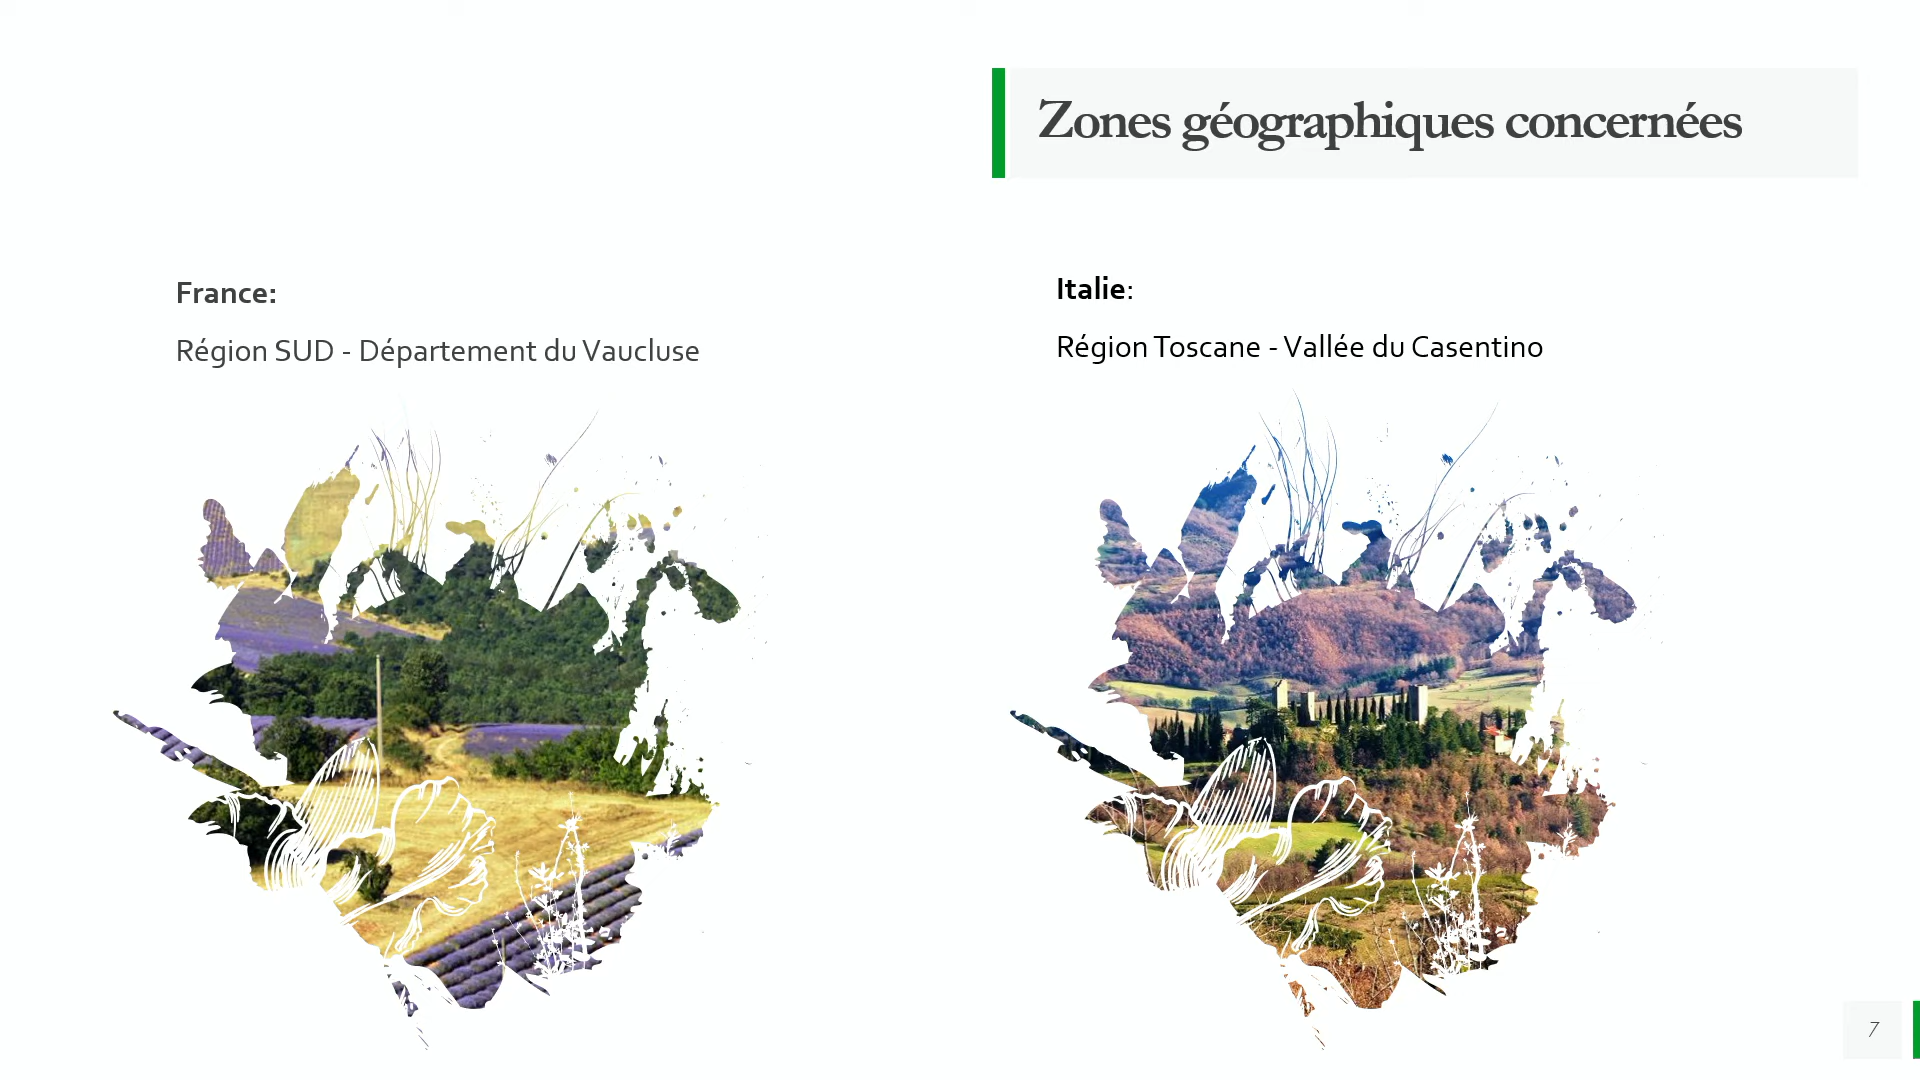 Zones géographiques concernées
France:
Région SUD - Département du Vaucluse
Italie:
Région Toscane - Vallée du Casentino
7